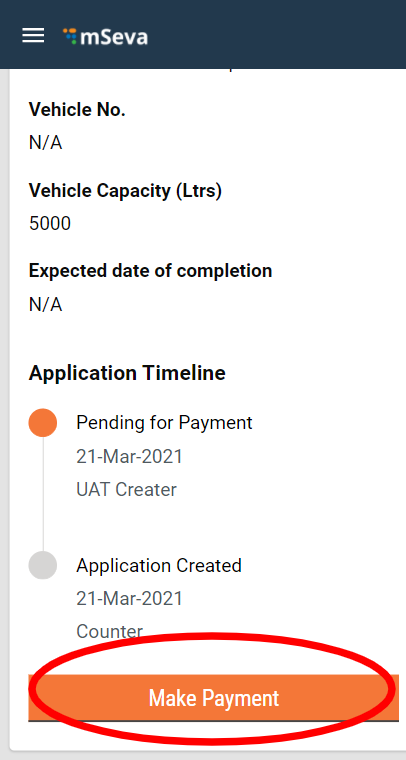 mSeva
Vehicle No.
N/A
Vehicle Capacity (Ltrs)
5000
Expected date of completion
N/A
Application Timeline
Pending for Payment
21-Mar-2021
UAT Creater
Application Created
21-Mar-2021
Counter
Make Payment